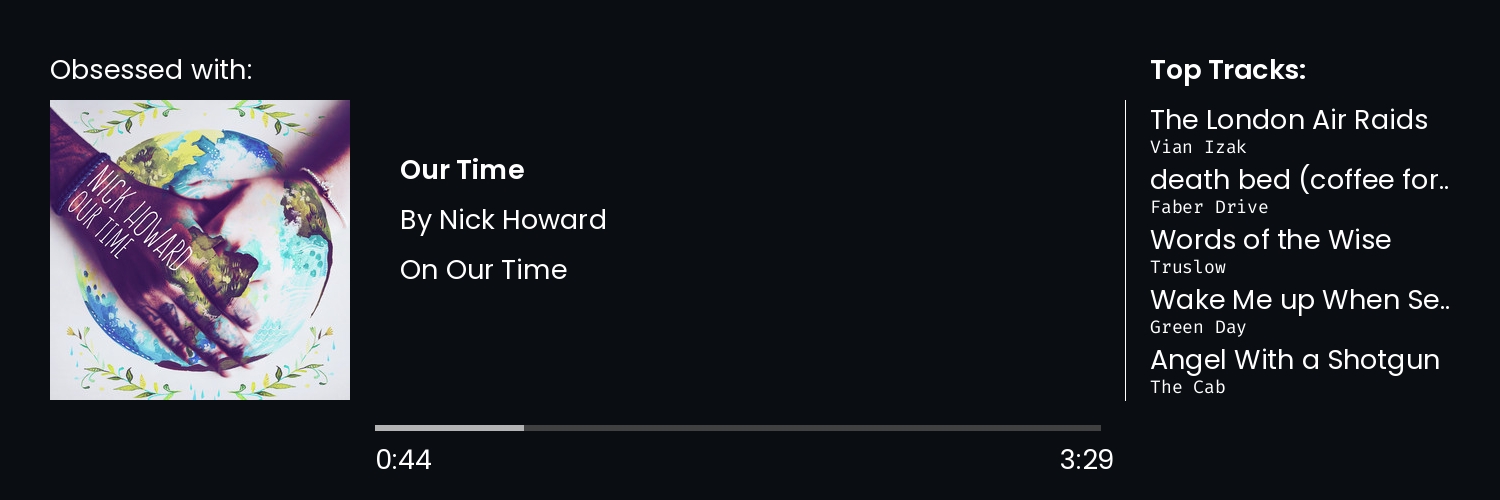 Obsessed with:
NICK HOWARD
OUR TIME
Our Time
By Nick Howard
On Our Time
0:44
3:29
Top Tracks:
The London Air Raids
Vian Izak
death bed (coffee for..
Faber Drive
Words of the Wise
Truslow
Wake Me up When Se..
Green Day
Angel With a Shotgun
The Cab